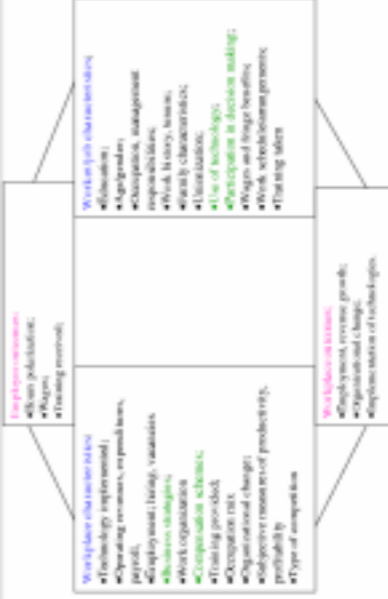 Employee outcomes:
Hours polarization;
Wages;
Training received;
Workplace characteristics:
Technology implemented;
Operating revenues, expenditures,
payroll,
Employment; hiring, vacancies
Business strategies;
Work organization
Compensation schemes;
Training provided;
Occupation mix
Organizational change;
Subjective measures of productivity,
profitability
Type of competition
Worker/job characteristics:
Education;
Age/gender;
Occupation, management
responsibilities;
Work history, tenure;
Family characteristics;
Unionization;
Use of technology;
Participation in decision making;
Wages and fringe benefits;
Work schedule/arrangements;
Training taken
Workplace outcomes:
Employment, revenue growth;
Organizational change;
Implementation of technologies.